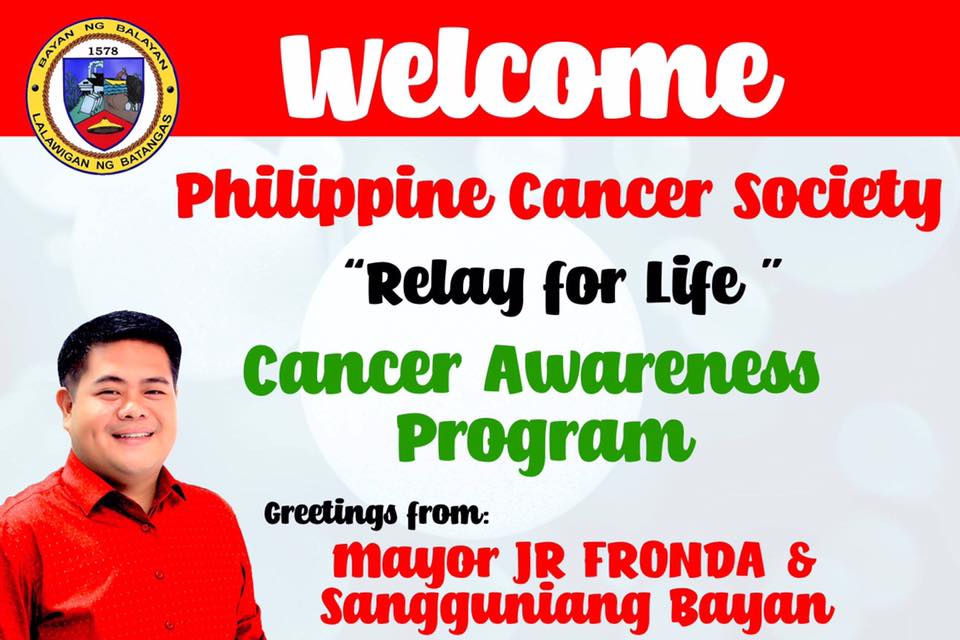 BAYAN NG BALAYAN
1578
LALAWIGAN NG BATANGAS
Welcome
Philippine Cancer Society
“Relay for Life ”
Cancer Awareness
Program
Greetings from:
Mayor JR FRONDA &
Sangguniang Bayan